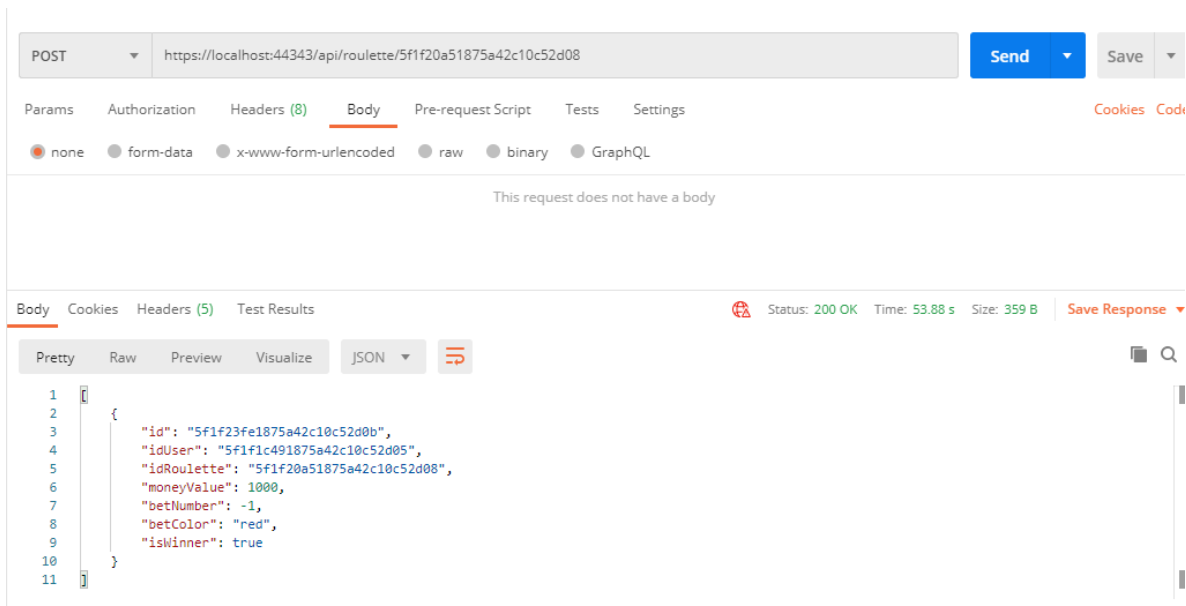 POST https://localhost:44343/api/roulette/5f1f20a51875a42c10c52d08 Send Save
Params Authorization Headers (8) Body Pre-request Script Tests Settings Cookies Code
none form-data x-www-form-urlencoded raw binary GraphQL
This request does not have a body
Body Cookies Headers (5) Test Results Status: 200 OK Time: 53.88 s Size: 359 B Save Response
Pretty Raw Preview Visualize JSON
1 [
2 {
3 "id": "5f1f23fe1875a42c10c52d0b",
4 "idUser": "5f1f1c491875a42c10c52d05",
5 "idRoulette": "5f1f20a51875a42c10c52d08",
6 "moneyValue": 1000,
7 "betNumber": -1,
8 "betColor": "red",
9 "isWinner": true
10 }
11 ]